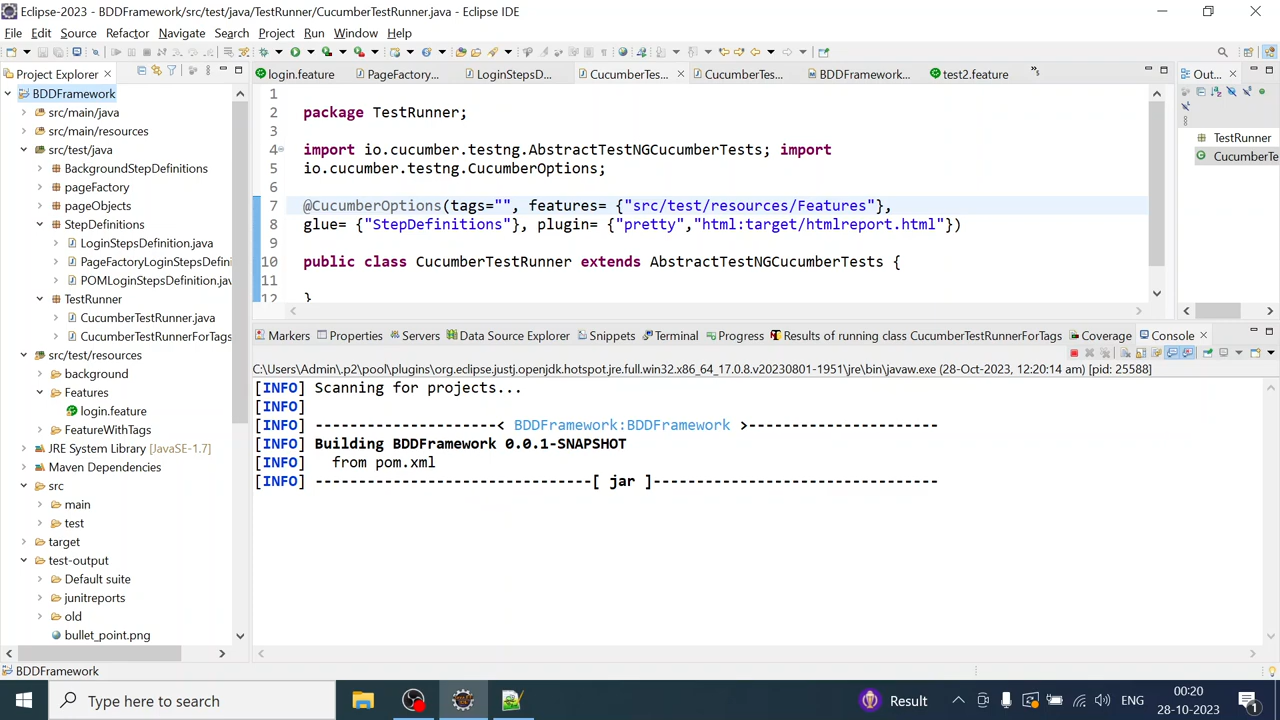 Eclipse-2023 - BDDFramework/src/test/java/TestRunner/CucumberTestRunner.java - Eclipse IDE
File Edit Source Refactor Navigate Search Project Run Window Help
Project Explorer
login.feature PageFactory... LoginStepsD... CucumberTes... CucumberTes... BDDFramework... test2.feature
Out...
BDDFramework
src/main/java
src/main/resources
src/test/java
BackgroundStepDefinitions
pageFactory
pageObjects
StepDefinitions
LoginStepsDefinition.java
PageFactoryLoginStepsDefini
POMLoginStepsDefinition.jav
TestRunner
CucumberTestRunner.java
CucumberTestRunnerForTags
src/test/resources
background
Features
login.feature
FeatureWithTags
JRE System Library [JavaSE-1.7]
Maven Dependencies
src
main
test
target
test-output
Default suite
junitreports
old
bullet_point.png
1
2 package TestRunner;
3
4 import io.cucumber.testng.AbstractTestNGCucumberTests; import
5 io.cucumber.testng.CucumberOptions;
6
7 @CucumberOptions(tags="", features= {"src/test/resources/Features"},
8 glue= {"StepDefinitions"}, plugin= {"pretty","html:target/htmlreport.html"})
9
10 public class CucumberTestRunner extends AbstractTestNGCucumberTests {
11
12 }
TestRunner
CucumberTe
Markers Properties Servers Data Source Explorer Snippets Terminal Progress Results of running class CucumberTestRunnerForTags Coverage Console
C:\Users\Admin\.p2\pool\plugins\org.eclipse.justj.openjdk.hotspot.jre.full.win32.x86_64_17.0.8.v20230801-1951\jre\bin\javaw.exe (28-Oct-2023, 12:20:14 am) [pid: 25588]
[INFO] Scanning for projects...
[INFO]
[INFO] ---------------------< BDDFramework:BDDFramework >----------------------
[INFO] Building BDDFramework 0.0.1-SNAPSHOT
[INFO]   from pom.xml
[INFO] --------------------------------[ jar ]---------------------------------
BDDFramework
Type here to search
Result
ENG
00:20
28-10-2023
1